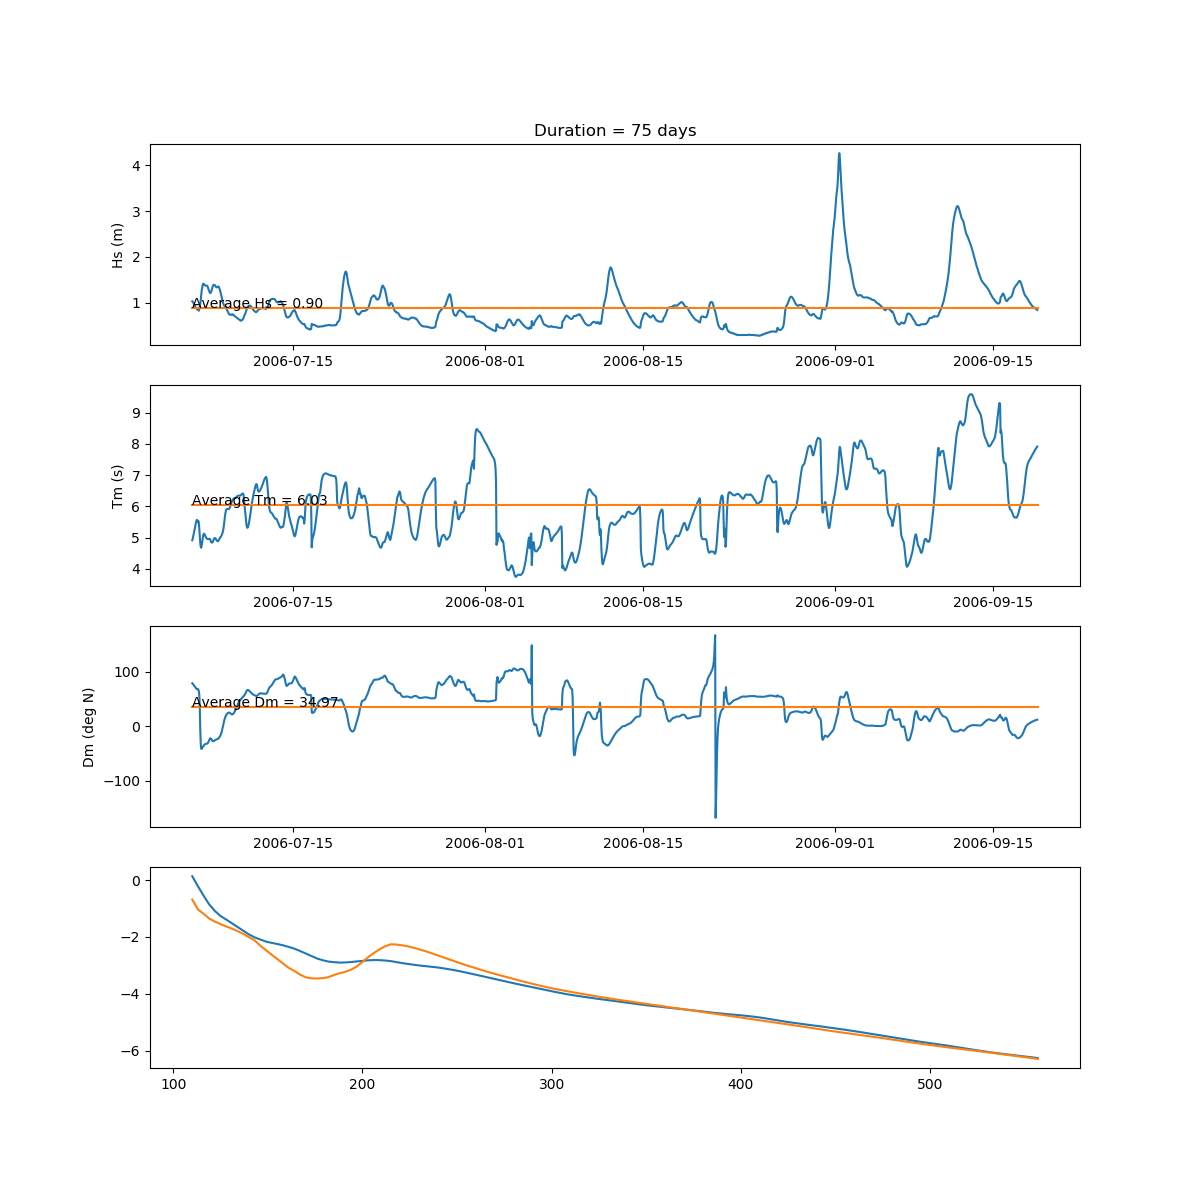 Duration = 75 days
Hs (m)
4
3
2
1
Average Hs = 0.90
2006-07-15 2006-08-01 2006-08-15 2006-09-01 2006-09-15
Tm (s)
9
8
7
6
5
4
Average Tm = 6.03
2006-07-15 2006-08-01 2006-08-15 2006-09-01 2006-09-15
Dm (deg N)
100
0
−100
Average Dm = 34.97
2006-07-15 2006-08-01 2006-08-15 2006-09-01 2006-09-15
0
−2
−4
−6
100 200 300 400 500